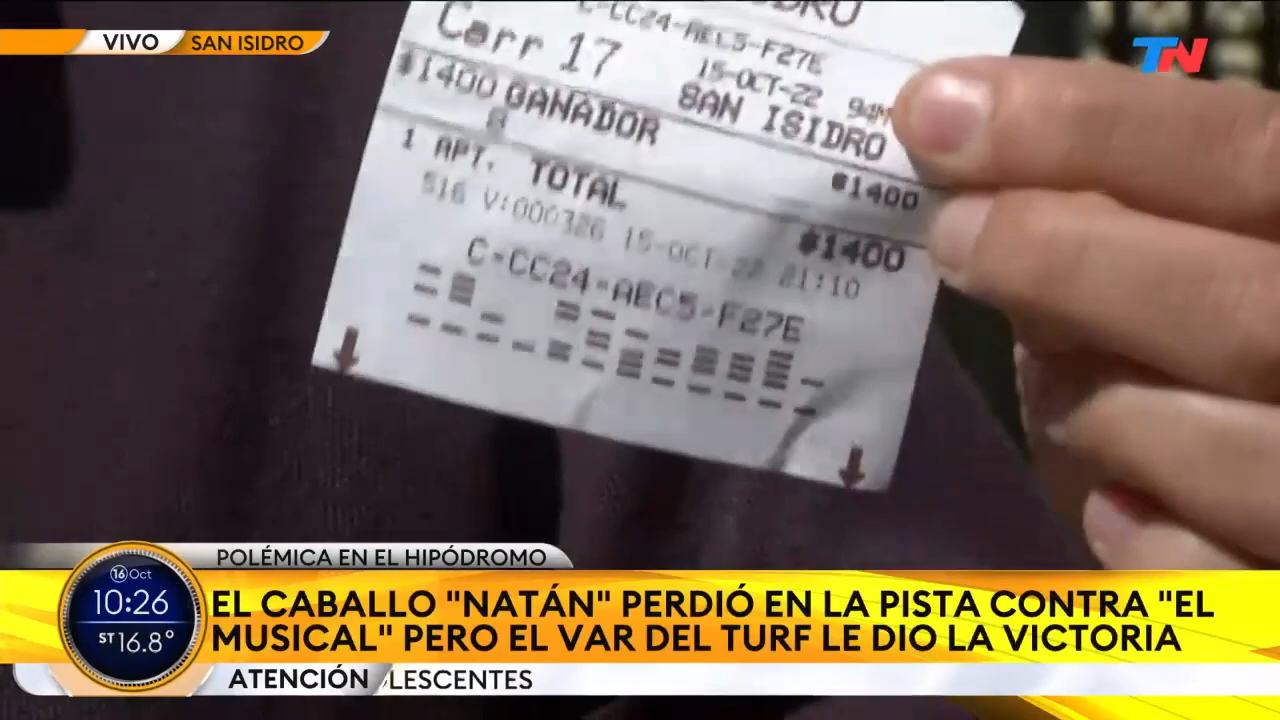 VIVO SAN ISIDRO
TN
C-CC24-AEC5-F27E
Carr 17
15-OCT-22
SAN ISIDRO
$1400 GANADOR
$1400
1 APT. TOTAL
$1400
516 V:000326 15-OCT-22 21:10
C-CC24-AEC5-F27E
POLÉMICA EN EL HIPÓDROMO
16 Oct
10:26
ST 16.8°
EL CABALLO "NATÁN" PERDIÓ EN LA PISTA CONTRA "EL
MUSICAL" PERO EL VAR DEL TURF LE DIO LA VICTORIA
ATENCIÓN LESCENTES